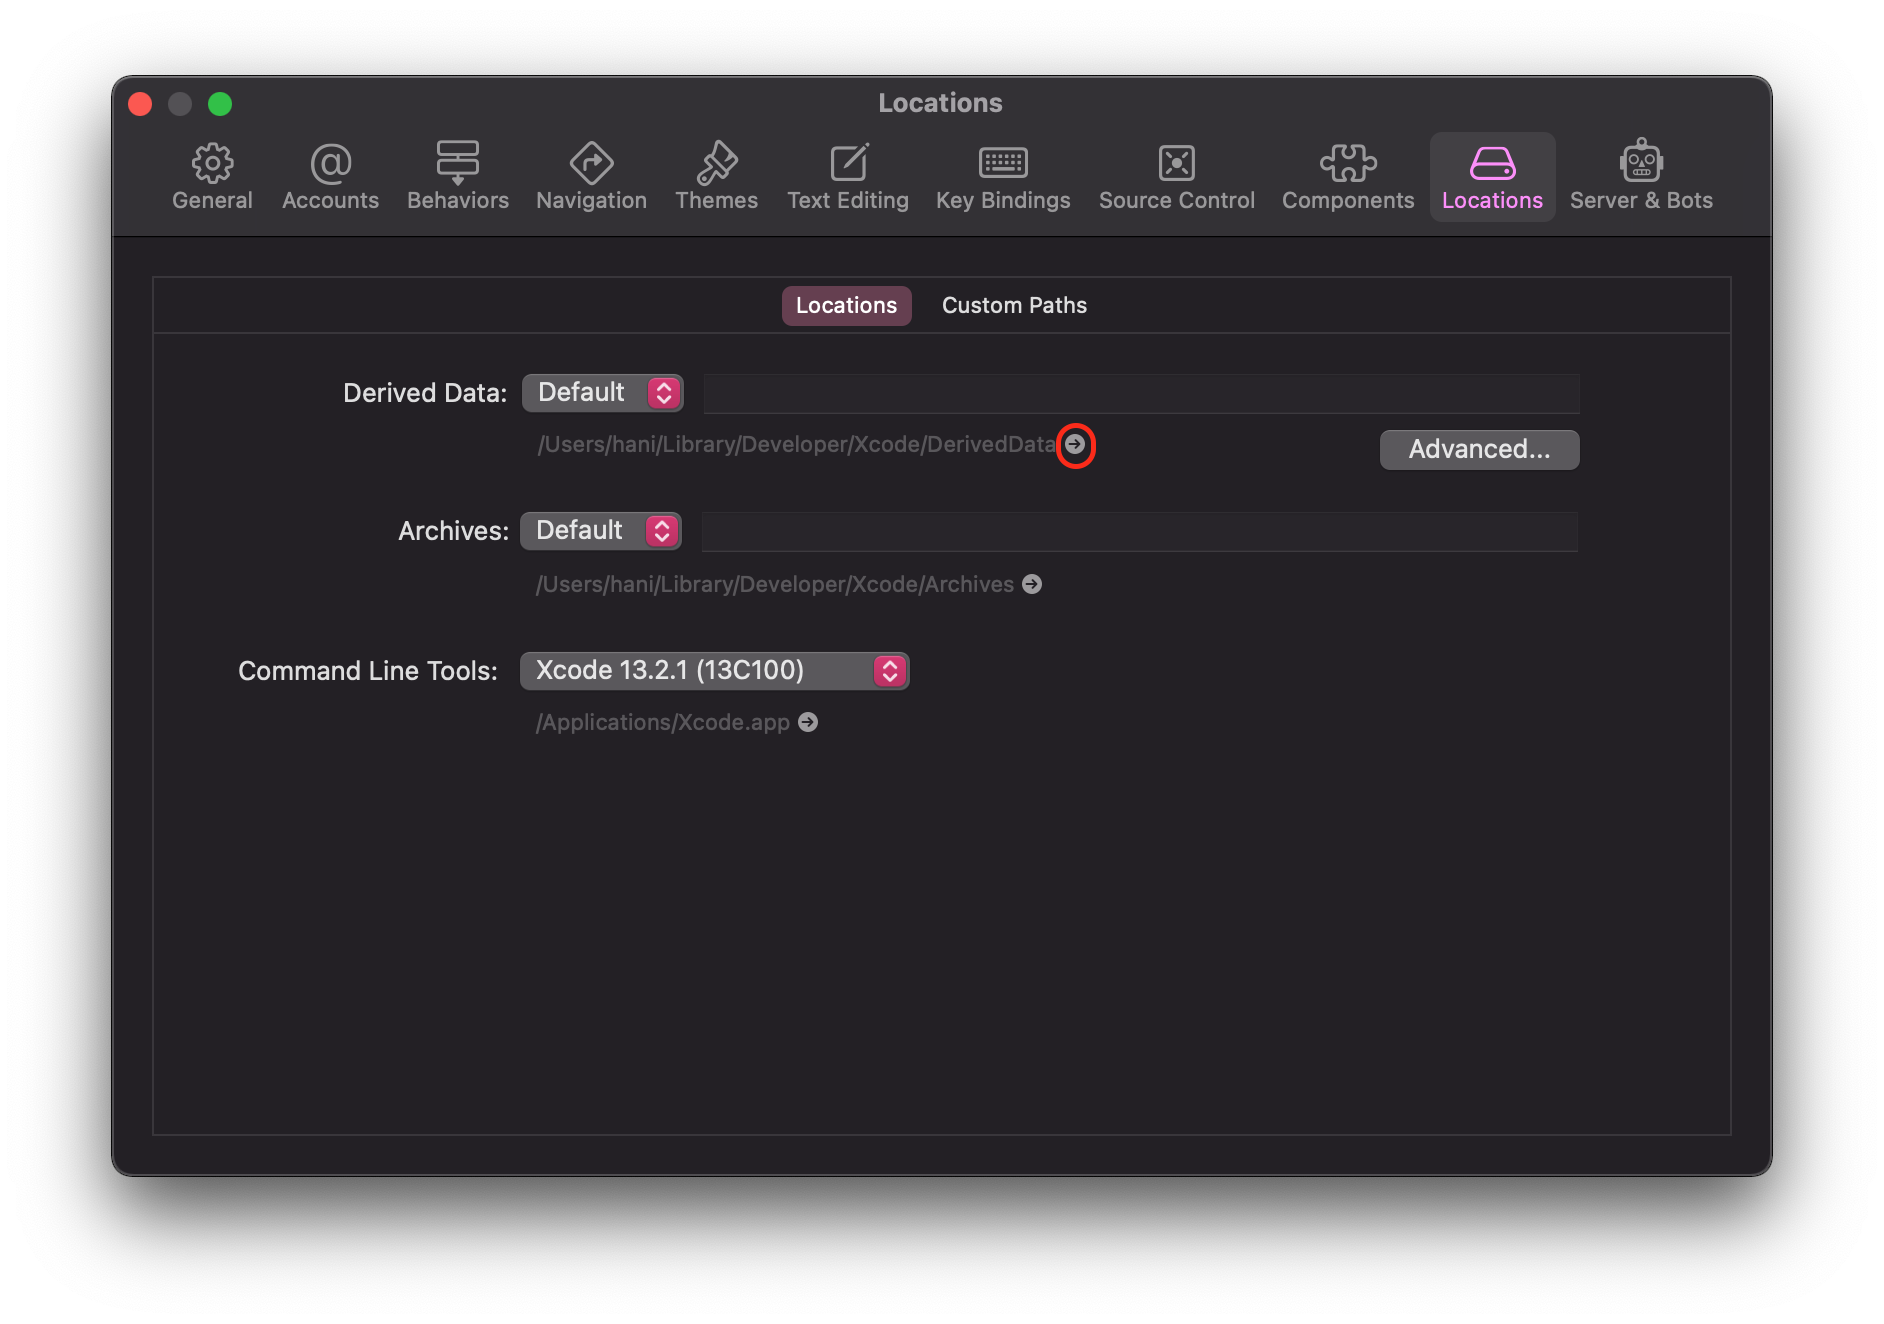 Locations
General Accounts Behaviors Navigation Themes Text Editing Key Bindings Source Control Components Locations Server & Bots
Locations Custom Paths
Derived Data: Default
/Users/hani/Library/Developer/Xcode/DerivedData
Advanced...
Archives: Default
/Users/hani/Library/Developer/Xcode/Archives
Command Line Tools: Xcode 13.2.1 (13C100)
/Applications/Xcode.app